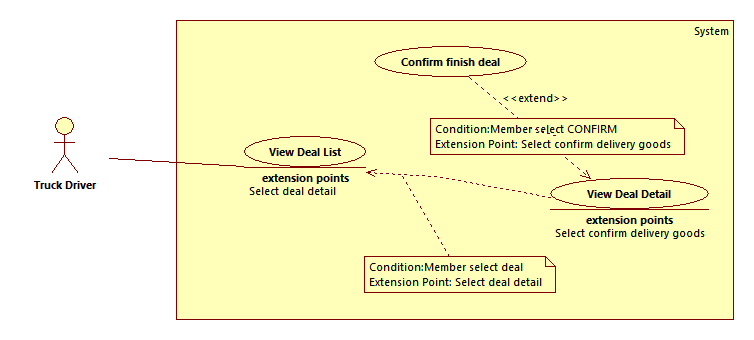 System
Confirm finish deal
<<extend>>
Condition:Member select CONFIRM
Extension Point: Select confirm delivery goods
View Deal List
extension points
Select deal detail
Truck Driver
View Deal Detail
extension points
Select confirm delivery goods
Condition:Member select deal
Extension Point: Select deal detail